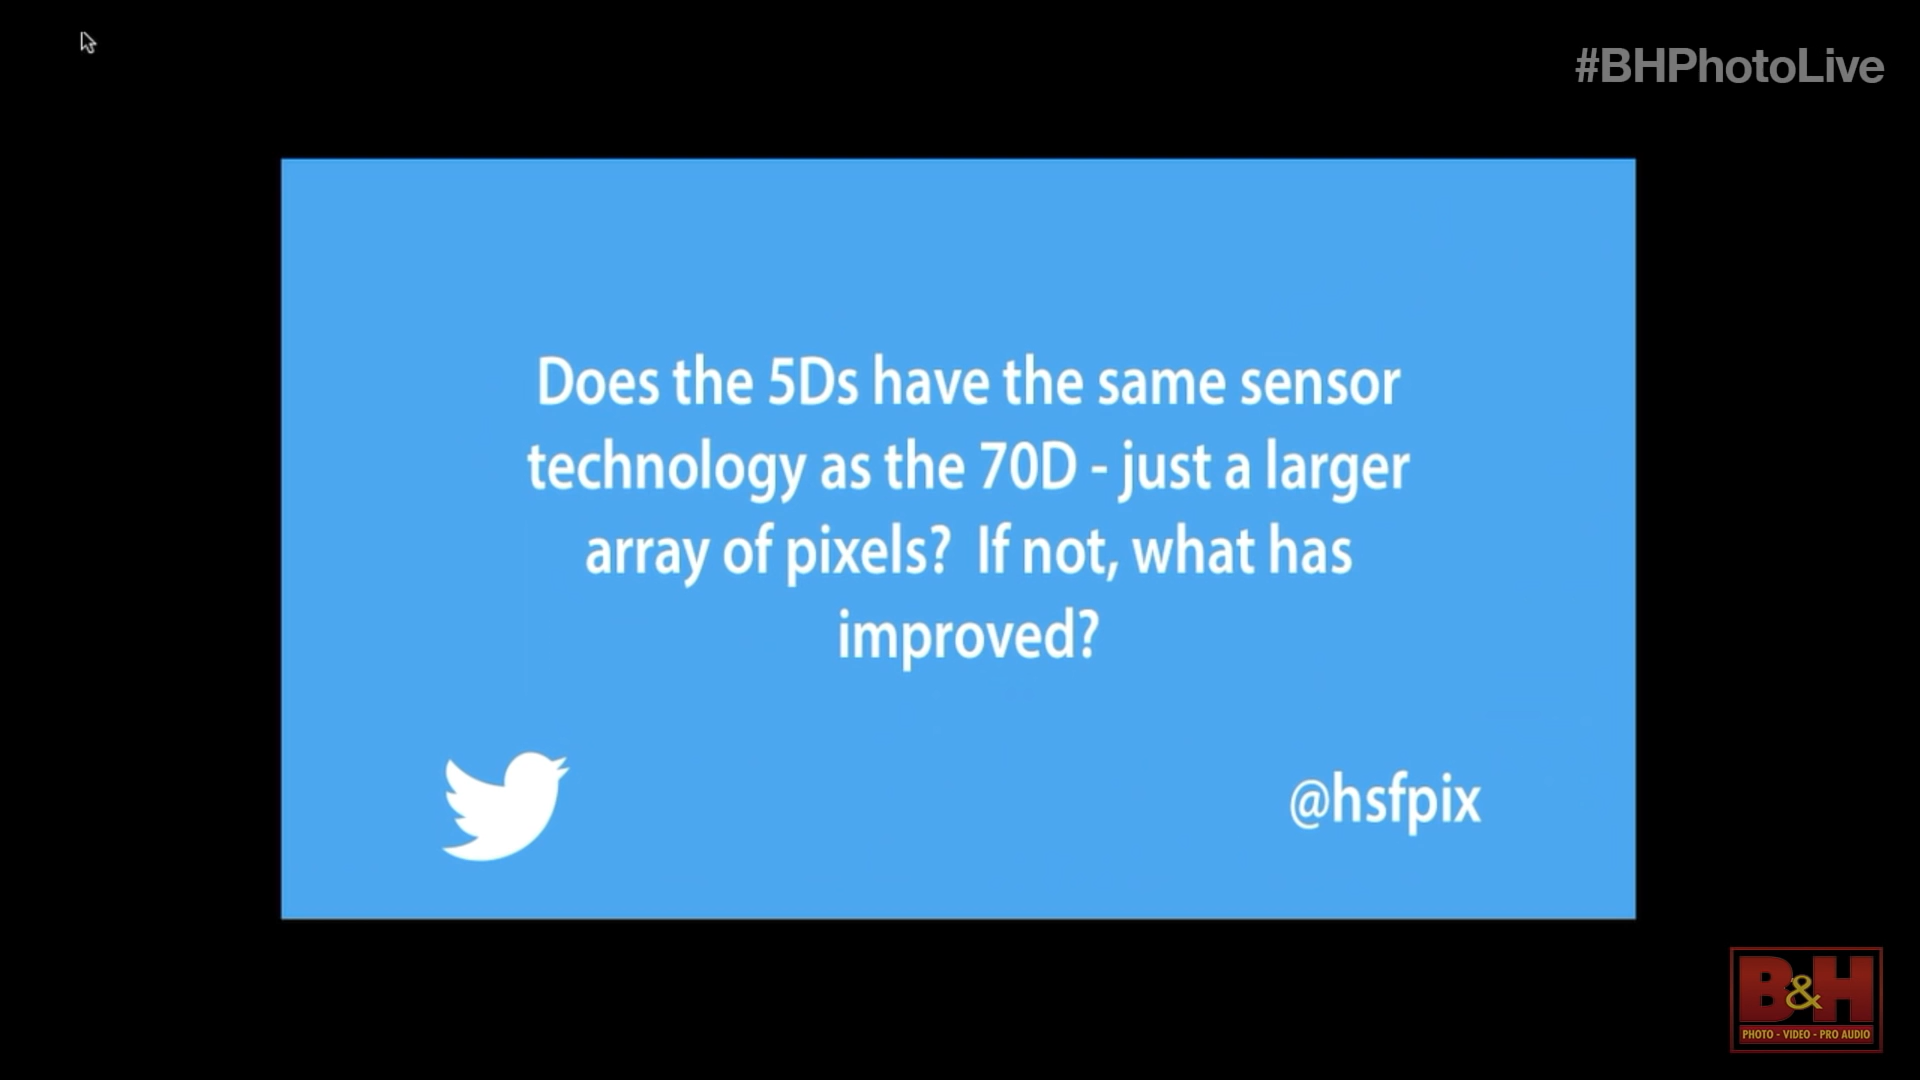 #BHPhotoLive
Does the 5Ds have the same sensor
technology as the 70D - just a larger
array of pixels?  If not, what has
improved?
@hsfpix
B&H
PHOTO - VIDEO - PRO AUDIO